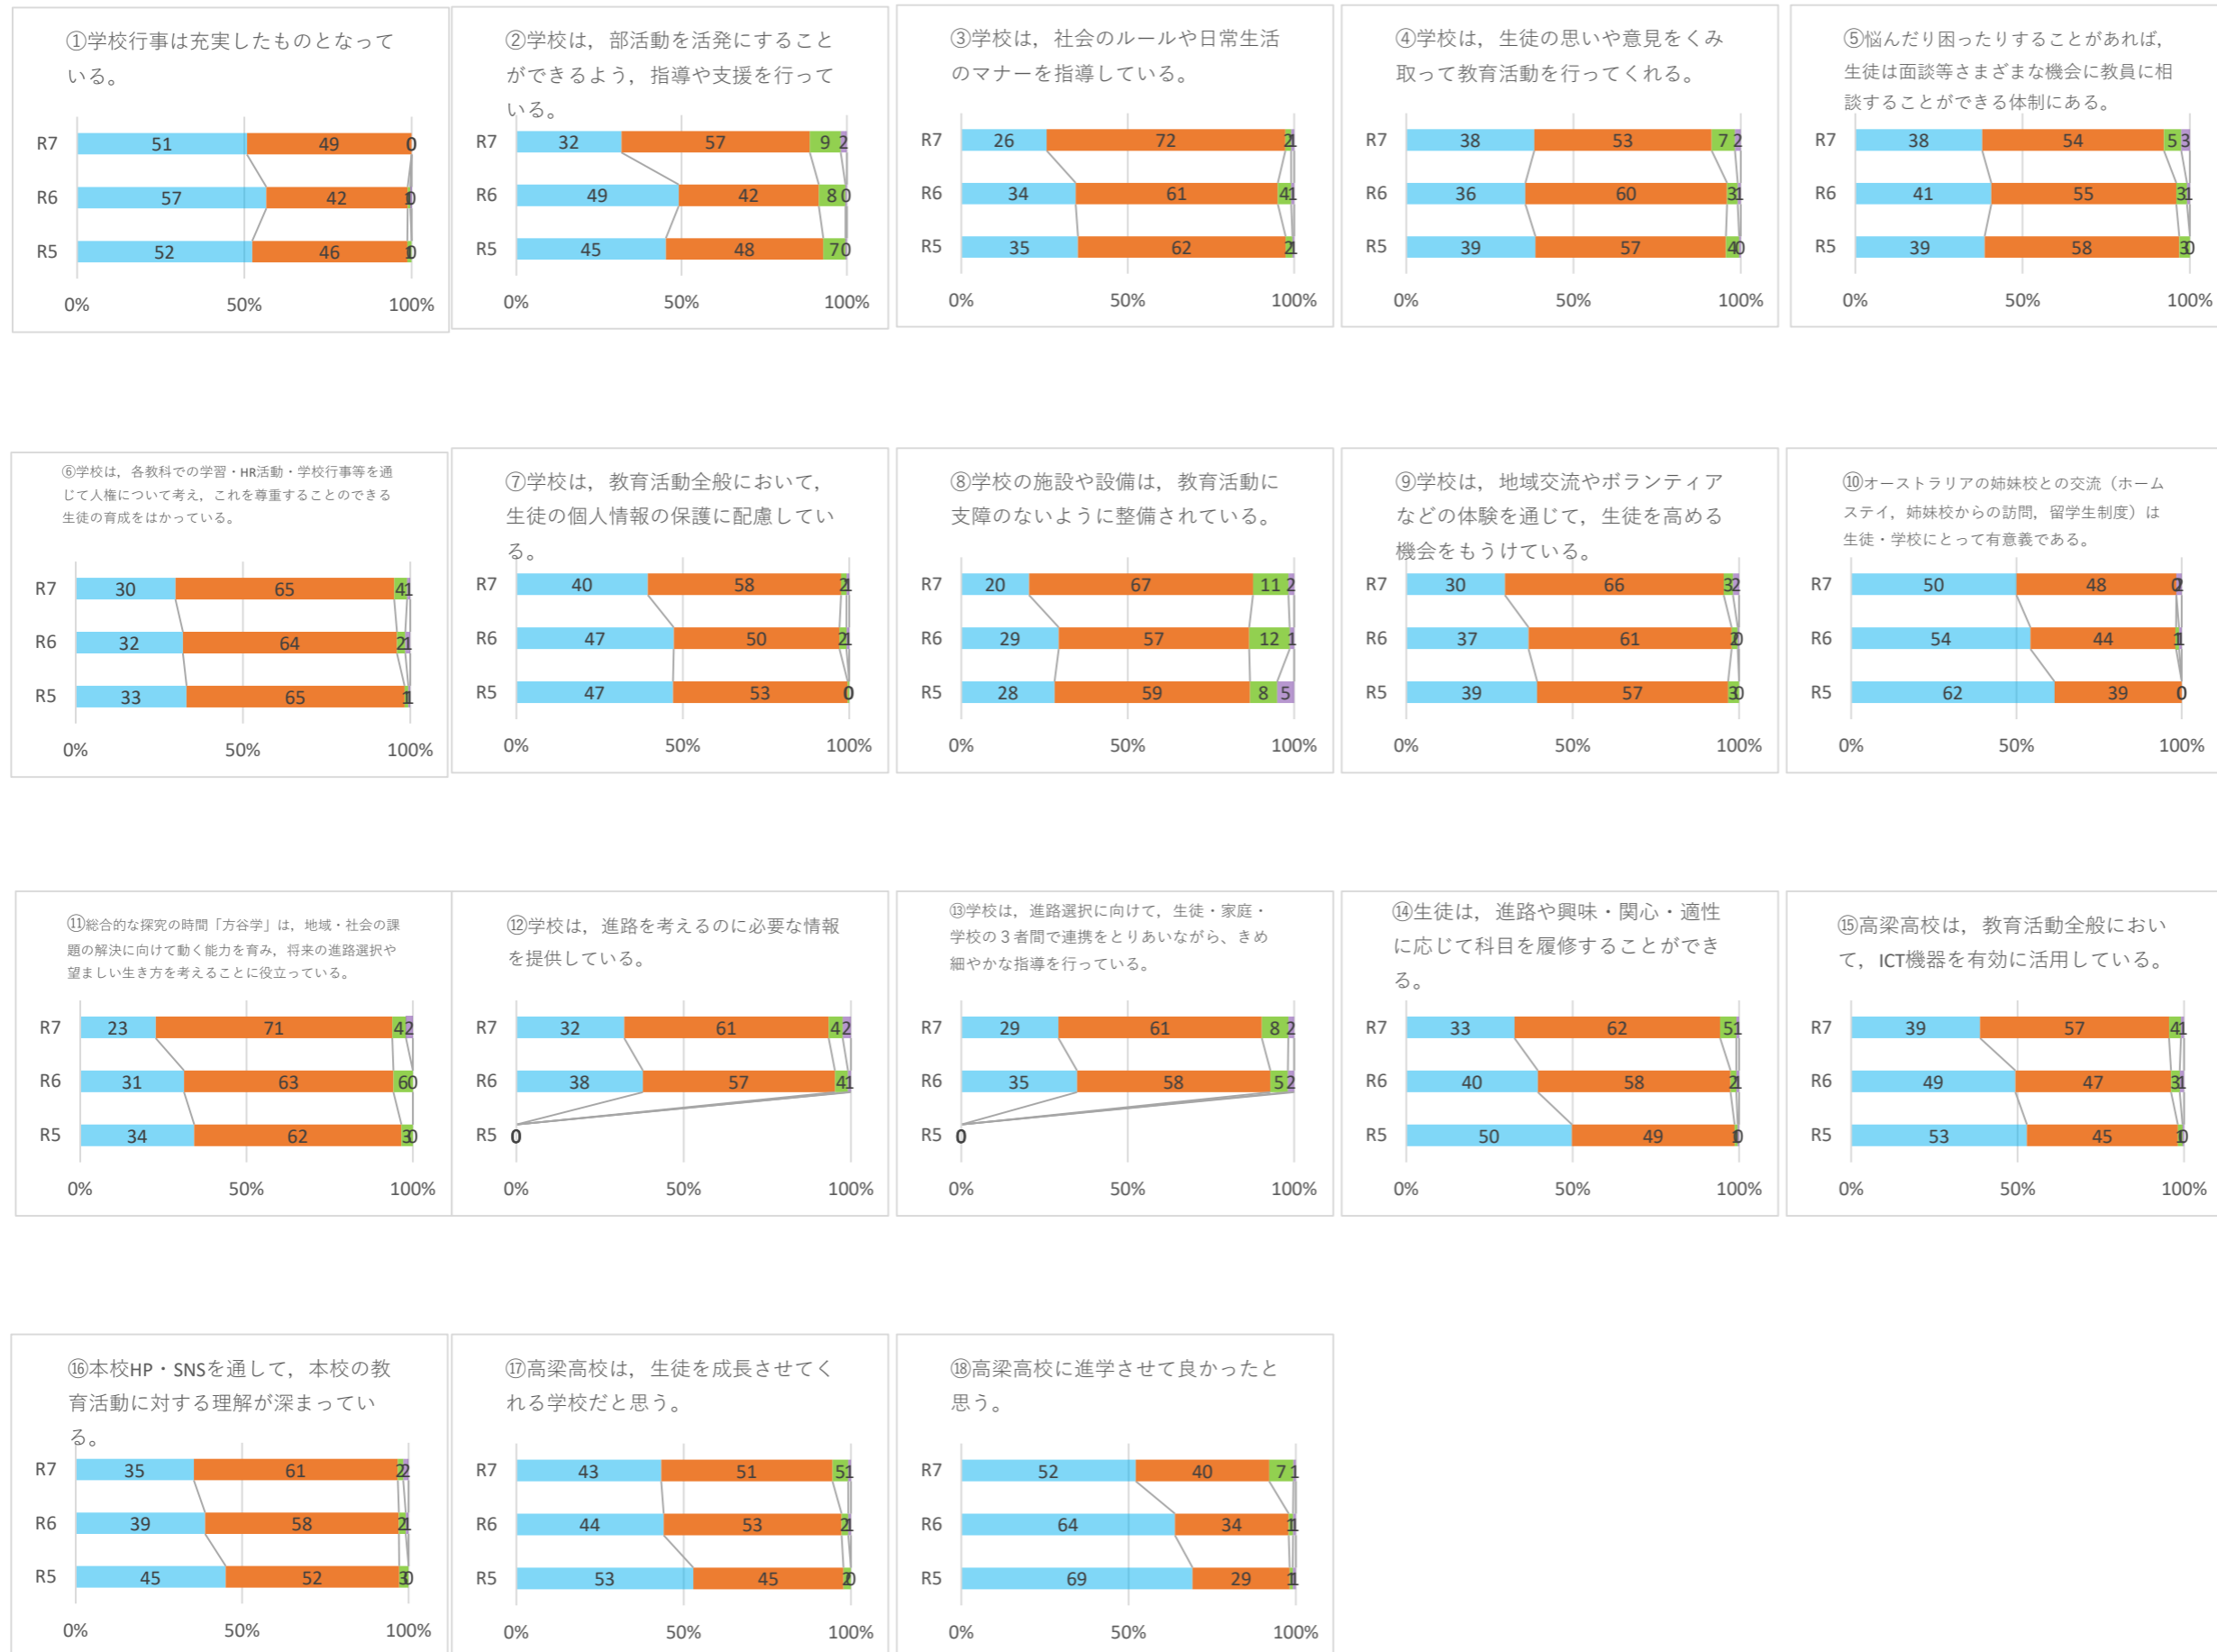 ①学校行事は充実したものとなって
いる。
R7 51 49 0
R6 57 42 1 0
R5 52 46 1 0
0% 50% 100%
②学校は，部活動を活発にすること
ができるよう，指導や支援を行って
いる。
R7 32 57 9 2
R6 49 42 8 0
R5 45 48 7 0
0% 50% 100%
③学校は，社会のルールや日常生活
のマナーを指導している。
R7 26 72 2 1
R6 34 61 4 1
R5 35 62 2 1
0% 50% 100%
④学校は，生徒の思いや意見をくみ
取って教育活動を行ってくれる。
R7 38 53 7 2
R6 36 60 3 1
R5 39 57 4 0
0% 50% 100%
⑤悩んだり困ったりすることがあれば，
生徒は面談等さまざまな機会に教員に相
談することができる体制にある。
R7 38 54 5 3
R6 41 55 3 1
R5 39 58 3 0
0% 50% 100%
⑥学校は，各教科での学習・HR活動・学校行事等を通
じて人権について考え，これを尊重することのできる
生徒の育成をはかっている。
R7 30 65 4 1
R6 32 64 2 1
R5 33 65 1 1
0% 50% 100%
⑦学校は，教育活動全般において，
生徒の個人情報の保護に配慮してい
る。
R7 40 58 2 1
R6 47 50 2 1
R5 47 53 0
0% 50% 100%
⑧学校の施設や設備は，教育活動に
支障のないように整備されている。
R7 20 67 11 2
R6 29 57 12 1
R5 28 59 8 5
0% 50% 100%
⑨学校は，地域交流やボランティア
などの体験を通じて，生徒を高める
機会をもうけている。
R7 30 66 3 2
R6 37 61 2 0
R5 39 57 3 0
0% 50% 100%
⑩オーストラリアの姉妹校との交流（ホーム
ステイ，姉妹校からの訪問，留学生制度）は
生徒・学校にとって有意義である。
R7 50 48 0 2
R6 54 44 1 1
R5 62 39 0
0% 50% 100%
⑪総合的な探究の時間「方谷学」は，地域・社会の課
題の解決に向けて動く能力を育み，将来の進路選択や
望ましい生き方を考えることに役立っている。
R7 23 71 4 2
R6 31 63 6 0
R5 34 62 3 0
0% 50% 100%
⑫学校は，進路を考えるのに必要な情報
を提供している。
R7 32 61 4 2
R6 38 57 4 1
R5 0
0% 50% 100%
⑬学校は，進路選択に向けて，生徒・家庭・
学校の３者間で連携をとりあいながら、きめ
細やかな指導を行っている。
R7 29 61 8 2
R6 35 58 5 2
R5 0
0% 50% 100%
⑭生徒は，進路や興味・関心・適性
に応じて科目を履修することができ
る。
R7 33 62 5 1
R6 40 58 2 1
R5 50 49 1 0
0% 50% 100%
⑮高梁高校は，教育活動全般におい
て，ICT機器を有効に活用している。
R7 39 57 4 1
R6 49 47 3 1
R5 53 45 1 0
0% 50% 100%
⑯本校HP・SNSを通して，本校の教
育活動に対する理解が深まってい
る。
R7 35 61 2 2
R6 39 58 2 1
R5 45 52 3 0
0% 50% 100%
⑰高梁高校は，生徒を成長させてく
れる学校だと思う。
R7 43 51 5 1
R6 44 53 2 1
R5 53 45 2 0
0% 50% 100%
⑱高梁高校に進学させて良かったと
思う。
R7 52 40 7 1
R6 64 34 1 1
R5 69 29 1 1
0% 50% 100%